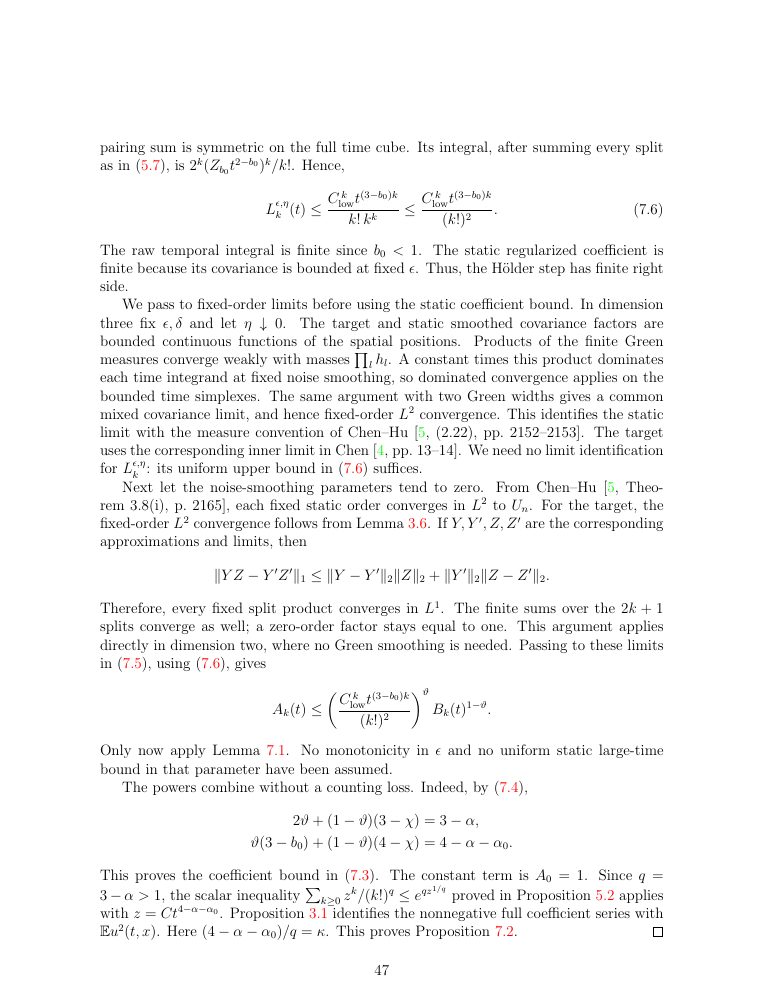 pairing sum is symmetric on the full time cube. Its integral, after summing every split
as in (5.7), is 2^k(Z_{b_0}t^{2−b_0})^k/k!. Hence,
L_k^{ϵ,η}(t) ≤ C_low^k t^{(3−b_0)k} / k! k^k ≤ C_low^k t^{(3−b_0)k} / (k!)^2. (7.6)
The raw temporal integral is finite since b_0 < 1. The static regularized coefficient is
finite because its covariance is bounded at fixed ϵ. Thus, the Hölder step has finite right
side.
We pass to fixed-order limits before using the static coefficient bound. In dimension
three fix ϵ, δ and let η ↓ 0. The target and static smoothed covariance factors are
bounded continuous functions of the spatial positions. Products of the finite Green
measures converge weakly with masses ∏_l h_l. A constant times this product dominates
each time integrand at fixed noise smoothing, so dominated convergence applies on the
bounded time simplexes. The same argument with two Green widths gives a common
mixed covariance limit, and hence fixed-order L^2 convergence. This identifies the static
limit with the measure convention of Chen–Hu [5, (2.22), pp. 2152–2153]. The target
uses the corresponding inner limit in Chen [4, pp. 13–14]. We need no limit identification
for L_k^{ϵ,η}: its uniform upper bound in (7.6) suffices.
Next let the noise-smoothing parameters tend to zero. From Chen–Hu [5, Theo-
rem 3.8(i), p. 2165], each fixed static order converges in L^2 to U_n. For the target, the
fixed-order L^2 convergence follows from Lemma 3.6. If Y, Y′, Z, Z′ are the corresponding
approximations and limits, then
∥YZ − Y′Z′∥_1 ≤ ∥Y − Y′∥_2∥Z∥_2 + ∥Y′∥_2∥Z − Z′∥_2.
Therefore, every fixed split product converges in L^1. The finite sums over the 2k + 1
splits converge as well; a zero-order factor stays equal to one. This argument applies
directly in dimension two, where no Green smoothing is needed. Passing to these limits
in (7.5), using (7.6), gives
A_k(t) ≤ (C_low^k t^{(3−b_0)k} / (k!)^2)^ϑ B_k(t)^{1−ϑ}.
Only now apply Lemma 7.1. No monotonicity in ϵ and no uniform static large-time
bound in that parameter have been assumed.
The powers combine without a counting loss. Indeed, by (7.4),
2ϑ + (1 − ϑ)(3 − χ) = 3 − α,
ϑ(3 − b_0) + (1 − ϑ)(4 − χ) = 4 − α − α_0.
This proves the coefficient bound in (7.3). The constant term is A_0 = 1. Since q =
3 − α > 1, the scalar inequality ∑_{k≥0} z^k/(k!)^q ≤ e^{qz^{1/q}} proved in Proposition 5.2 applies
with z = Ct^{4−α−α_0}. Proposition 3.1 identifies the nonnegative full coefficient series with
𝔼u^2(t, x). Here (4 − α − α_0)/q = κ. This proves Proposition 7.2. □
47